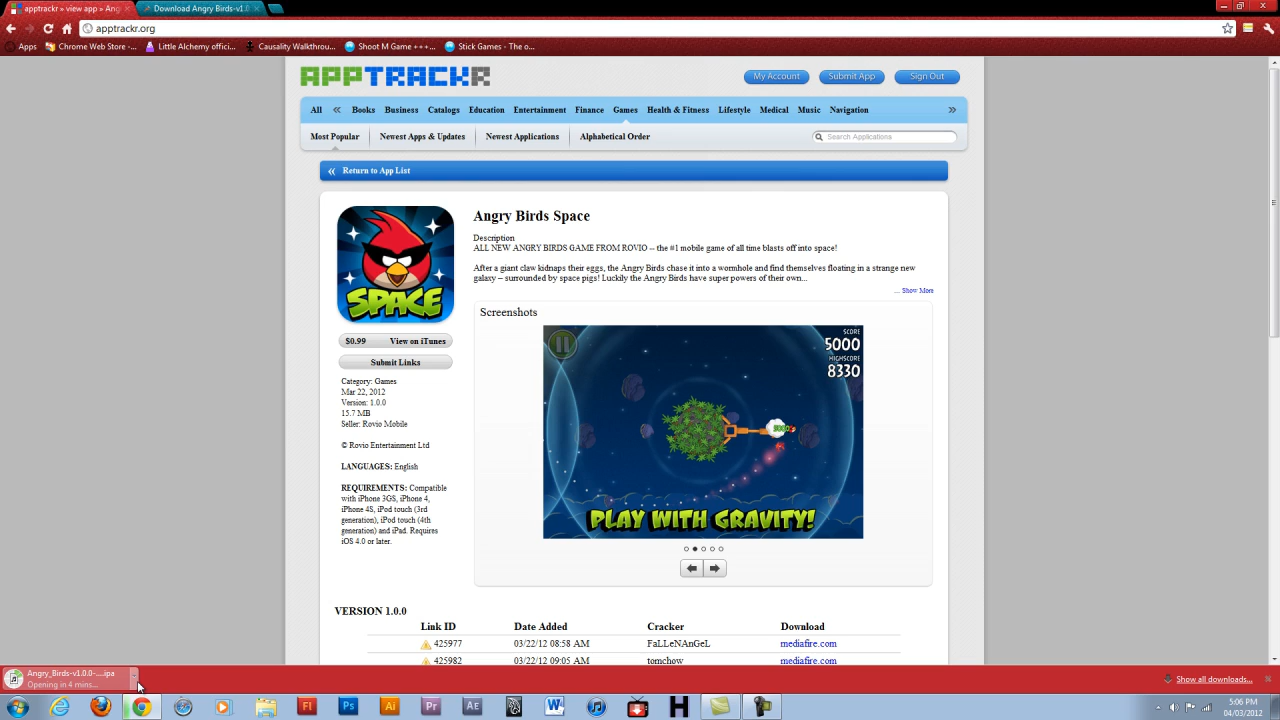 apptrackr » view app » Ang
Download Angry Birds-v1.0
apptrackr.org
Apps
Chrome Web Store -...
Little Alchemy offici...
Causality Walkthrou...
Shoot M Game +++...
Stick Games - The o...
APPTRACKR
My Account
Submit App
Sign Out
All « Books Business Catalogs Education Entertainment Finance Games Health & Fitness Lifestyle Medical Music Navigation »
Most Popular
Newest Apps & Updates
Newest Applications
Alphabetical Order
Search Applications
« Return to App List
SPACE
Angry Birds Space
Description
ALL NEW ANGRY BIRDS GAME FROM ROVIO -- the #1 mobile game of all time blasts off into space!
After a giant claw kidnaps their eggs, the Angry Birds chase it into a wormhole and find themselves floating in a strange new
galaxy – surrounded by space pigs! Luckily the Angry Birds have super powers of their own...
... Show More
$0.99 View on iTunes
Submit Links
Category: Games
Mar 22, 2012
Version: 1.0.0
15.7 MB
Seller: Rovio Mobile
© Rovio Entertainment Ltd
LANGUAGES: English
REQUIREMENTS: Compatible
with iPhone 3GS, iPhone 4,
iPhone 4S, iPod touch (3rd
generation), iPod touch (4th
generation) and iPad. Requires
iOS 4.0 or later.
Screenshots
SCORE
5000
HIGHSCORE
8330
PLAY WITH GRAVITY!
VERSION 1.0.0
Link ID Date Added Cracker Download
425977 03/22/12 08:58 AM FaLLeNAnGeL mediafire.com
425982 03/22/12 09:05 AM tomchow mediafire.com
Angry_Birds-v1.0.0-....ipa
Opening in 4 mins...
Show all downloads...
Fl
Ps
Ai
Pr
Ae
W
H
5:06 PM
04/03/2012